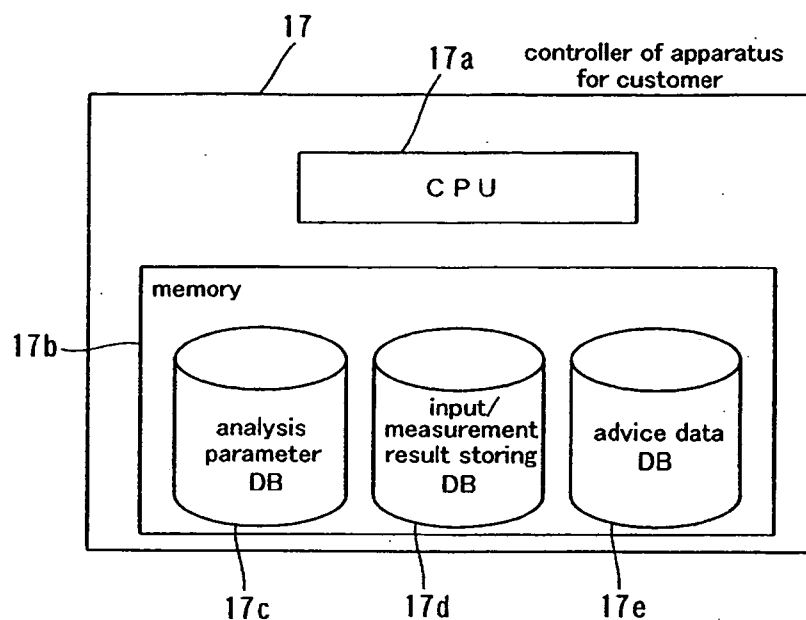 17
controller of apparatus
for customer
17a
CPU
memory
17b
analysis
parameter
DB
input/
measurement
result storing
DB
advice data
DB
17c
17d
17e